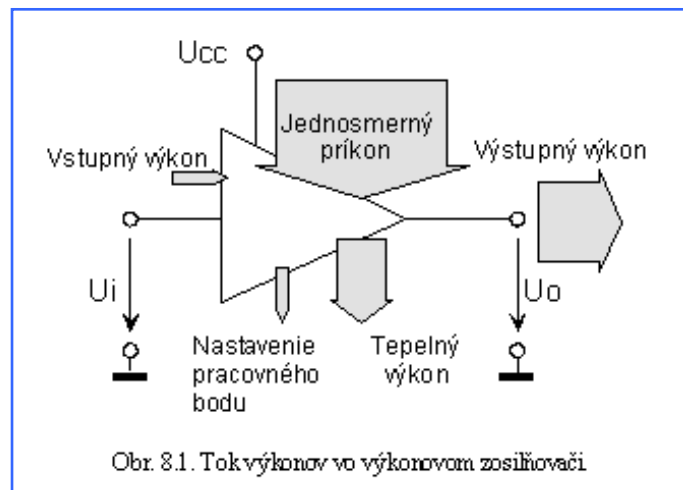 Ucc
Jednosmerný
príkon
Vstupný výkon
Výstupný výkon
Ui
Uo
Nastavenie
pracovného
bodu
Tepelný
výkon
Obr. 8.1. Tok výkonov vo výkonovom zosilňovači.